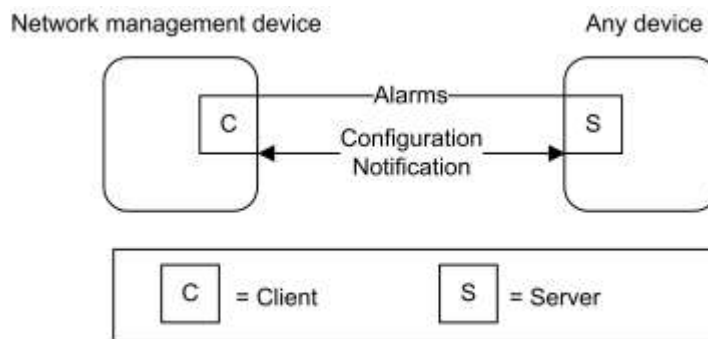 Network management device
Any device
Alarms
C
S
Configuration
Notification
C = Client
S = Server